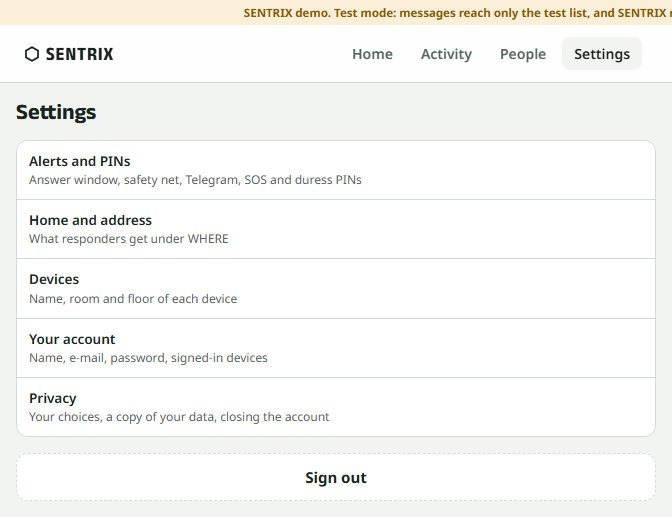 SENTRIX demo. Test mode: messages reach only the test list, and SENTRIX
SENTRIX
Home Activity People Settings
Settings
Alerts and PINs
Answer window, safety net, Telegram, SOS and duress PINs
Home and address
What responders get under WHERE
Devices
Name, room and floor of each device
Your account
Name, e-mail, password, signed-in devices
Privacy
Your choices, a copy of your data, closing the account
Sign out